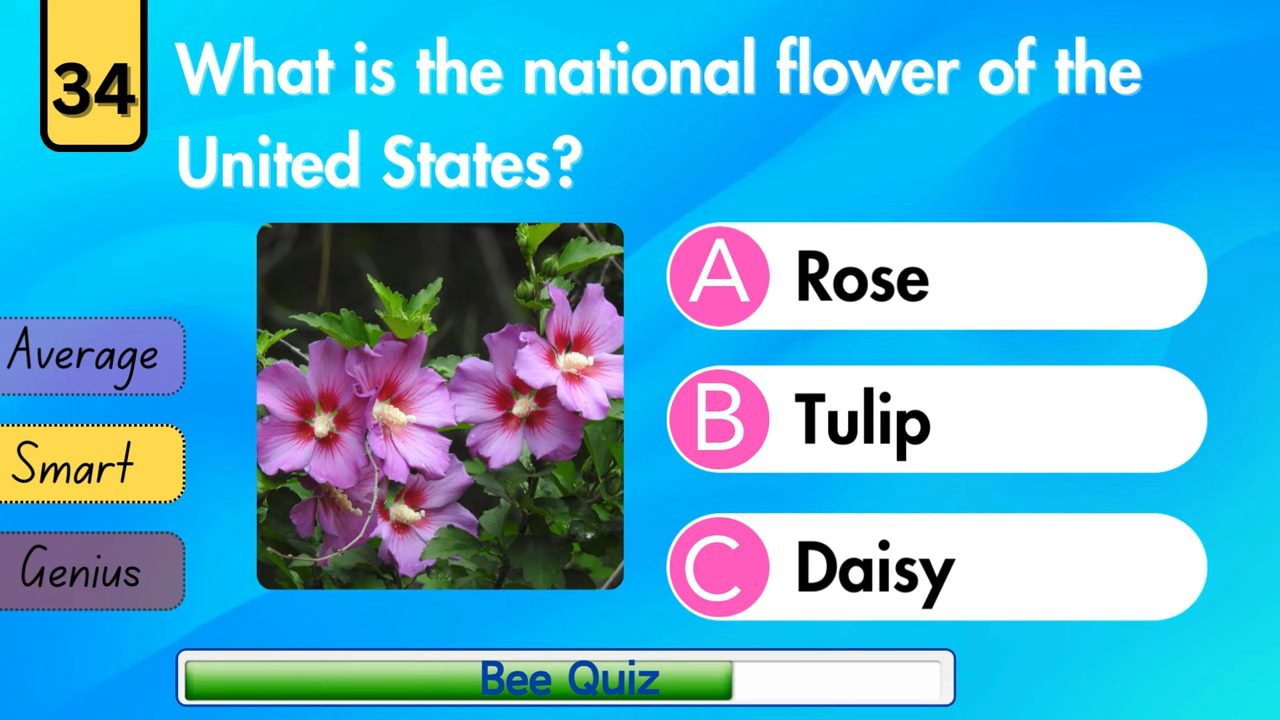 34
What is the national flower of the
United States?
A Rose
B Tulip
C Daisy
Average
Smart
Genius
Bee Quiz